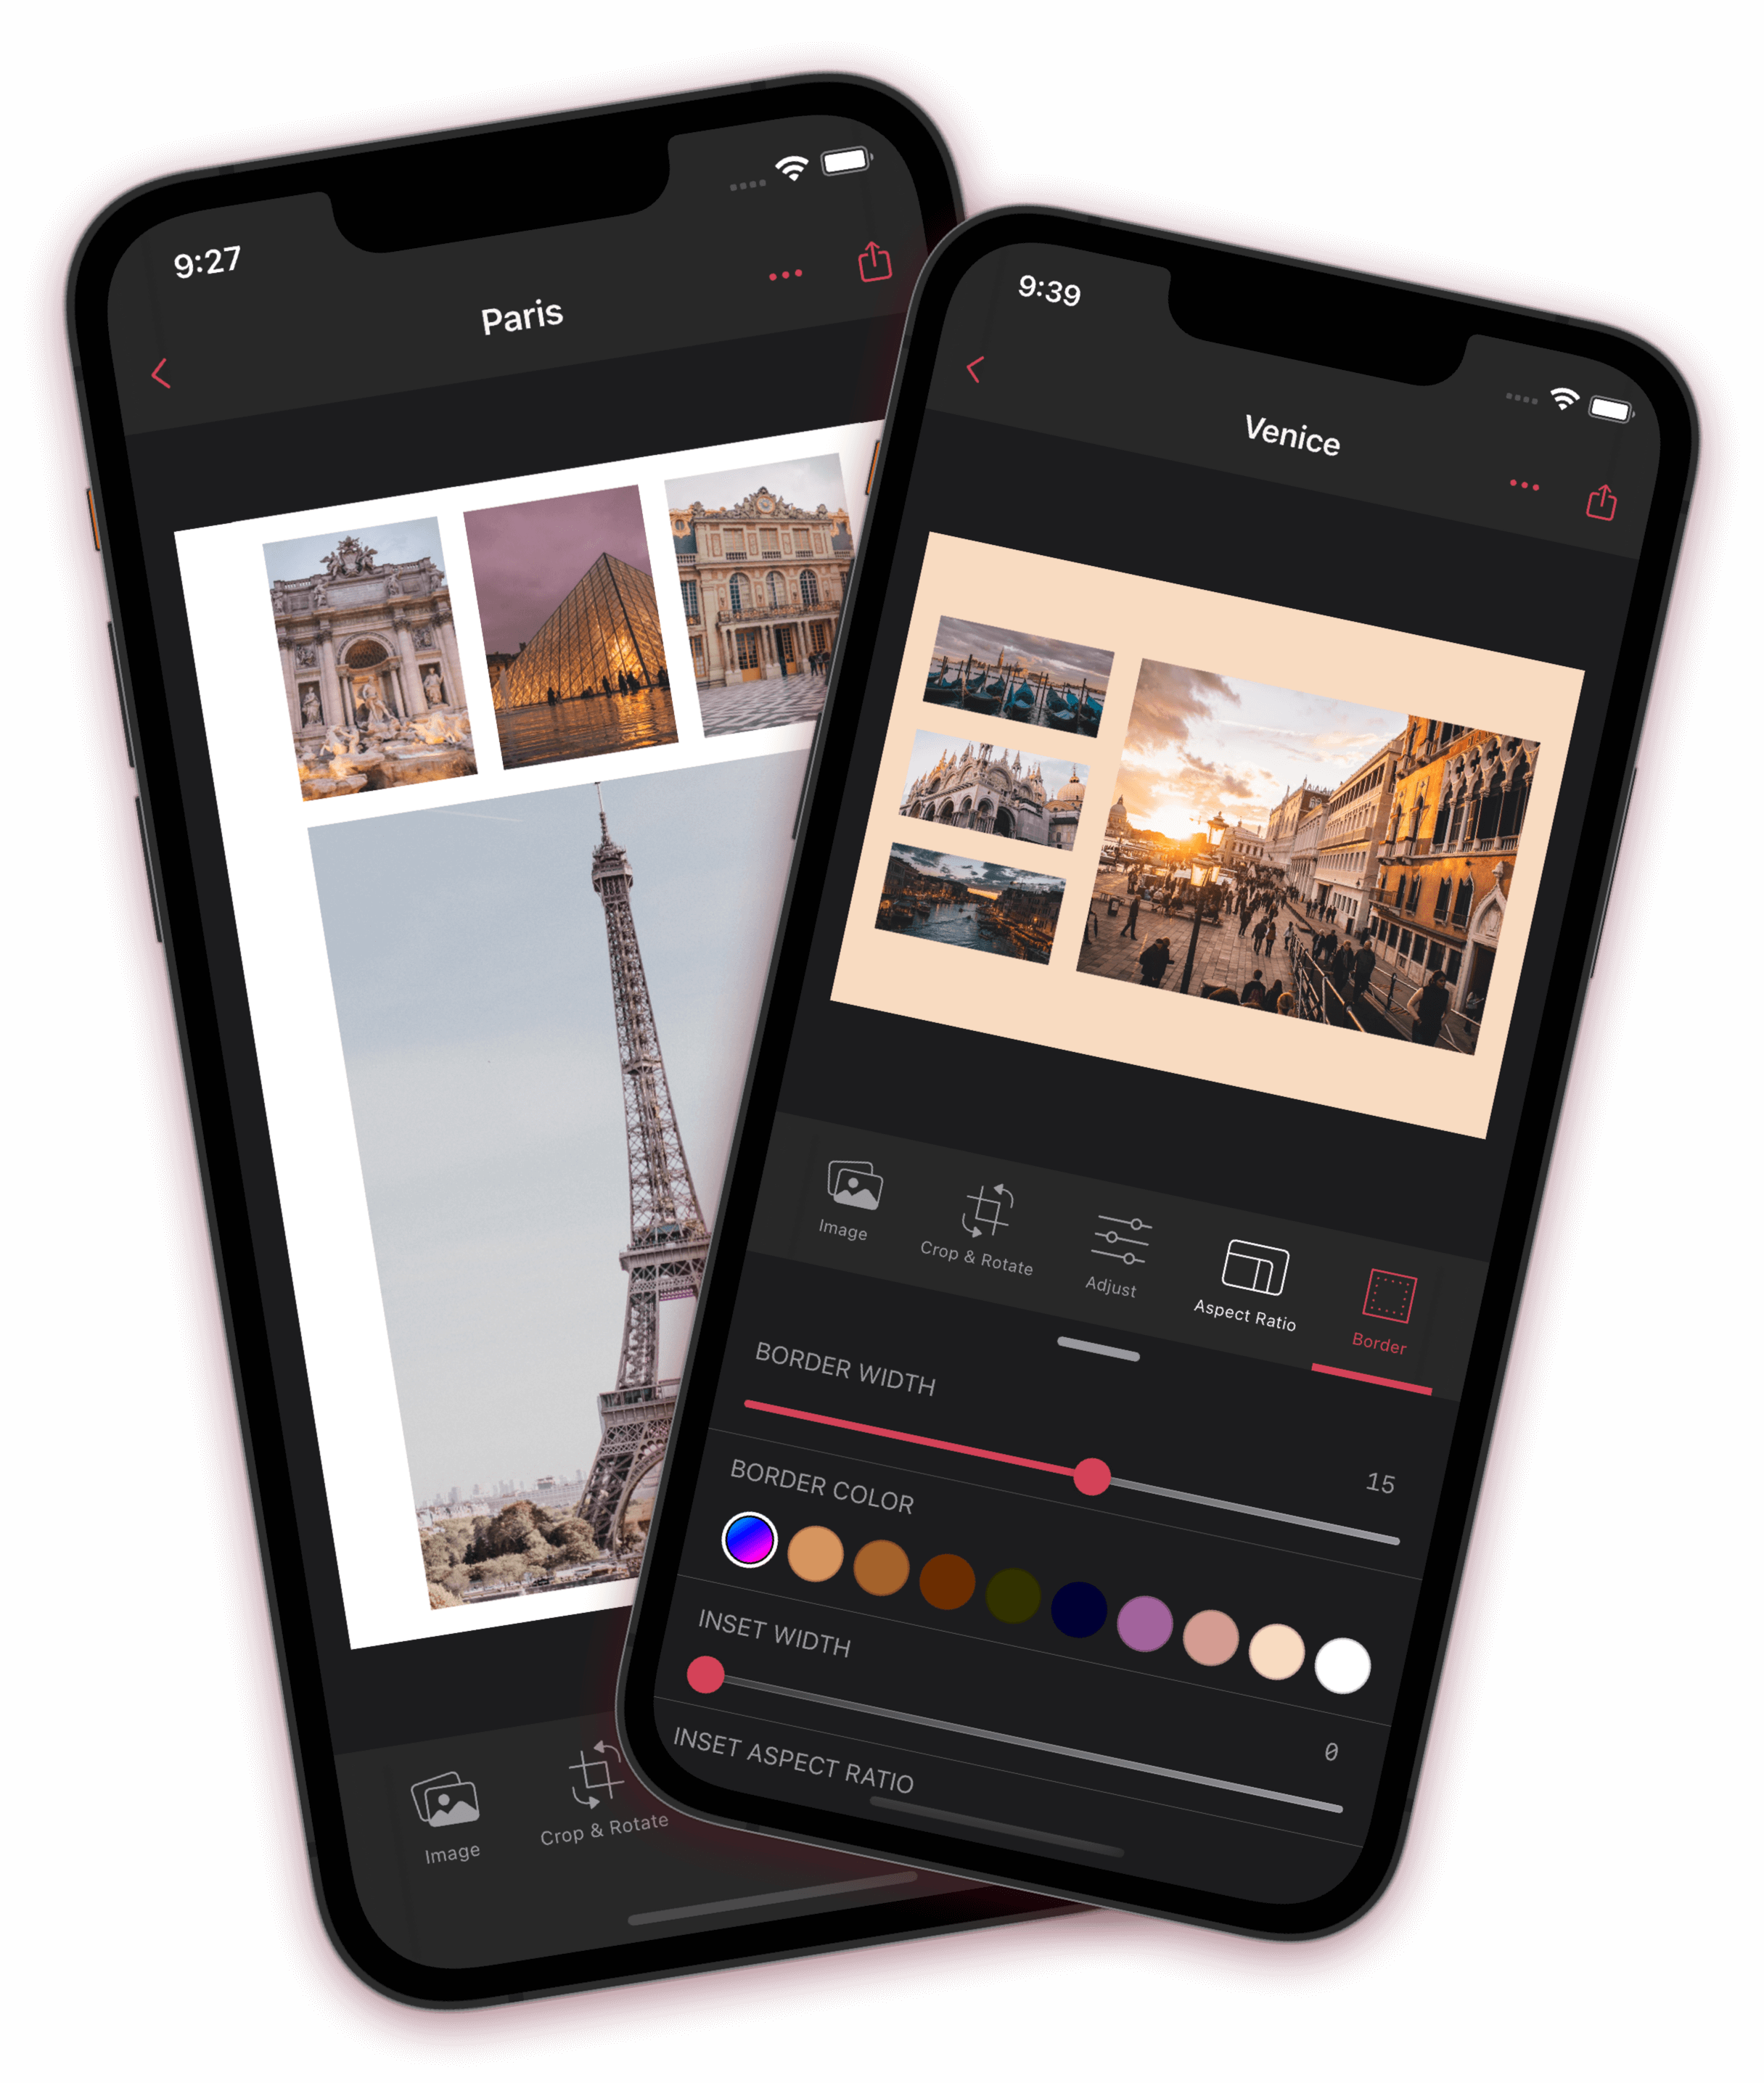 9:27
Paris
Image
Crop & Rotate
9:39
Venice
Image
Crop & Rotate
Adjust
Aspect Ratio
Border
BORDER WIDTH
15
BORDER COLOR
INSET WIDTH
0
INSET ASPECT RATIO